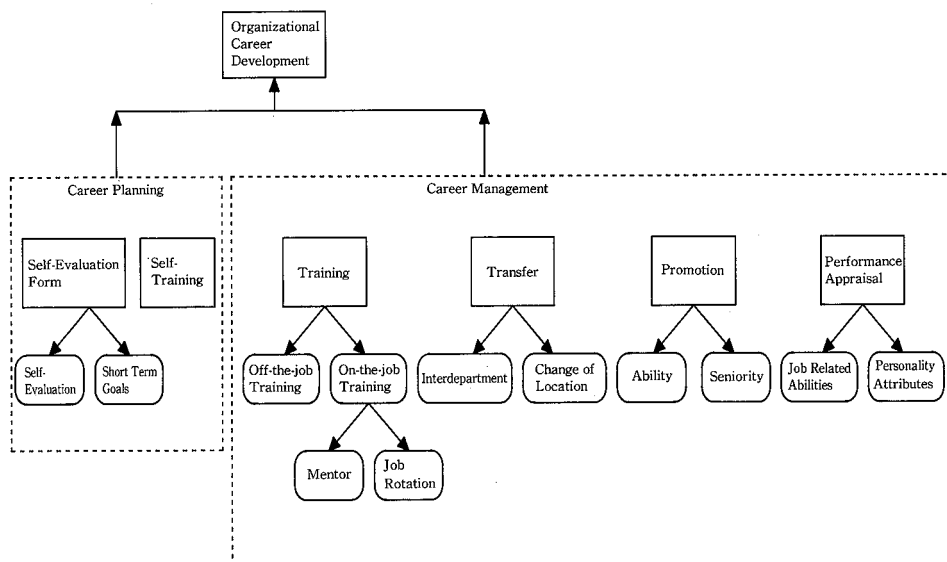 Organizational
Career
Development
Career Planning
Career Management
Self-Evaluation
Form
Self-
Training
Training
Transfer
Promotion
Performance
Appraisal
Self-
Evaluation
Short Term
Goals
Off-the-job
Training
On-the-job
Training
Interdepartment
Change of
Location
Ability
Seniority
Job Related
Abilities
Personality
Attributes
Mentor
Job
Rotation